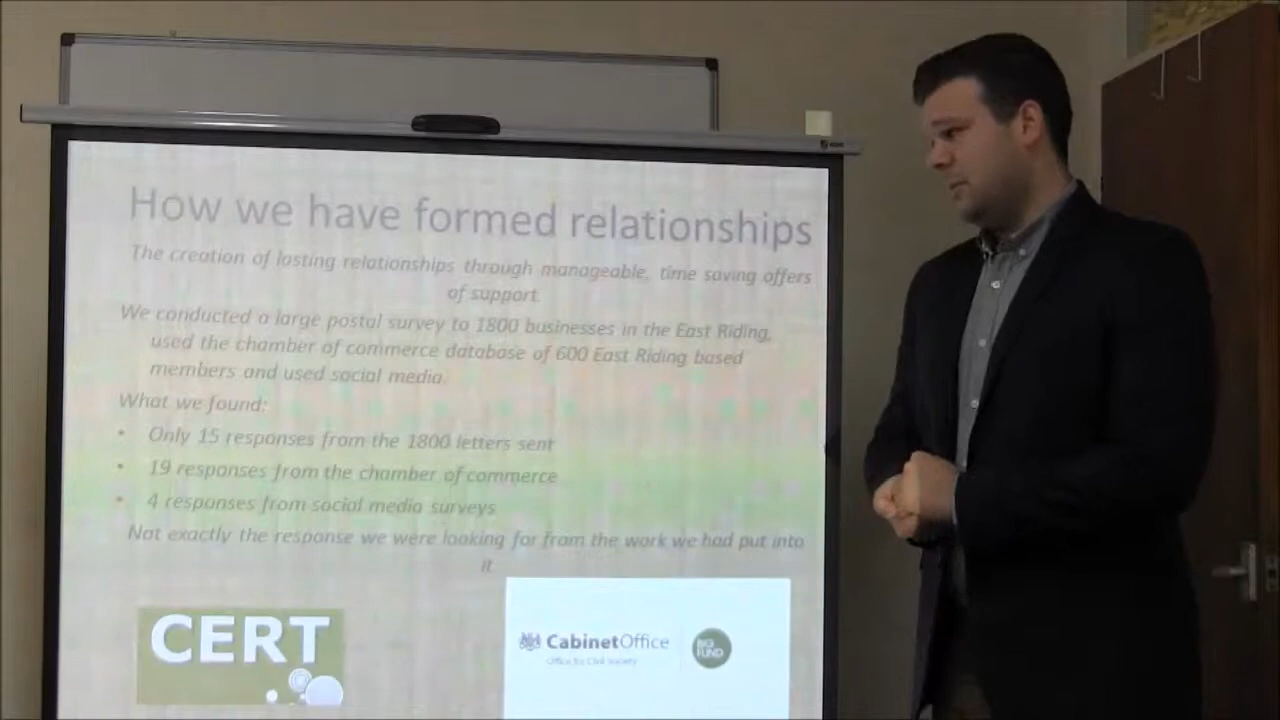 How we have formed relationships
The creation of lasting relationships through manageable, time saving offers
of support.
We conducted a large postal survey to 1800 businesses in the East Riding,
used the chamber of commerce database of 600 East Riding based
members and used social media.
What we found:
• Only 15 responses from the 1800 letters sent
• 19 responses from the chamber of commerce
• 4 responses from social media surveys
Not exactly the response we were looking for from the work we had put into
it
CERT
CabinetOffice
Office for Civil Society
BIG
FUND